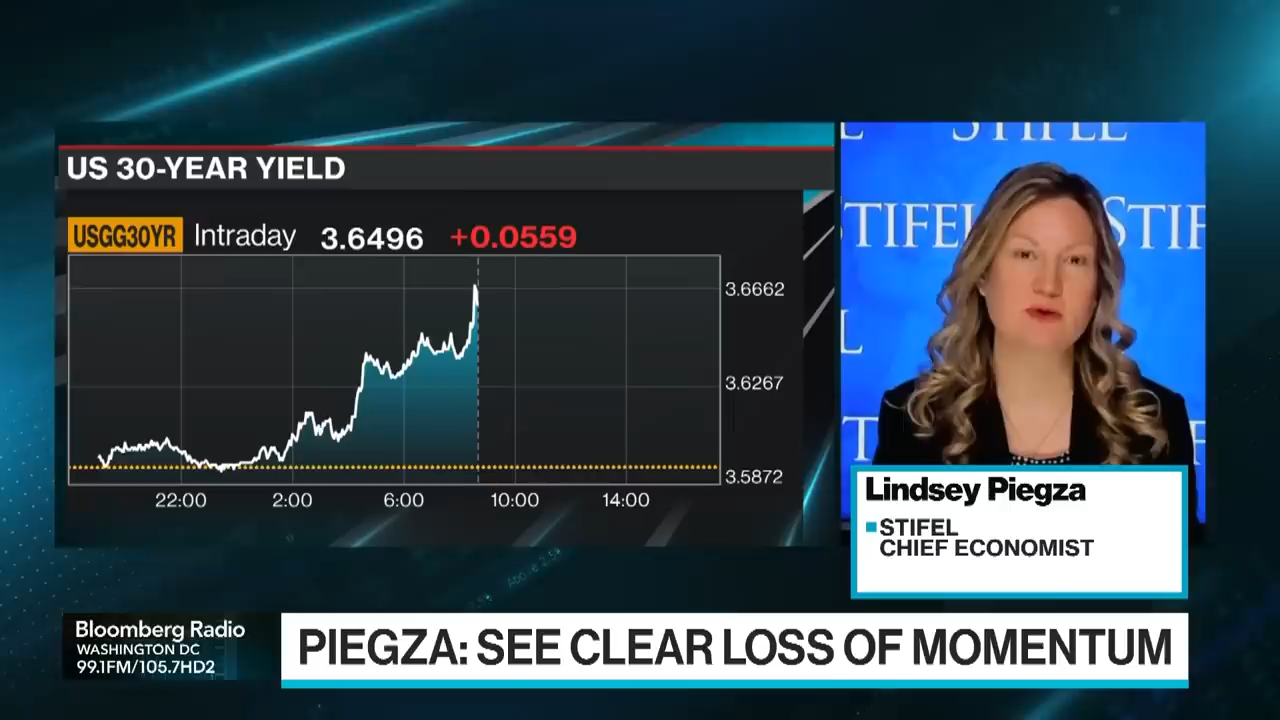 US 30-YEAR YIELD
USGG30YR Intraday 3.6496 +0.0559
3.6662
3.6267
3.5872
22:00 2:00 6:00 10:00 14:00
STIFEL
STIFEL STIF
L
T
Lindsey Piegza
STIFEL
CHIEF ECONOMIST
Bloomberg Radio
WASHINGTON DC
99.1FM/105.7HD2
PIEGZA: SEE CLEAR LOSS OF MOMENTUM